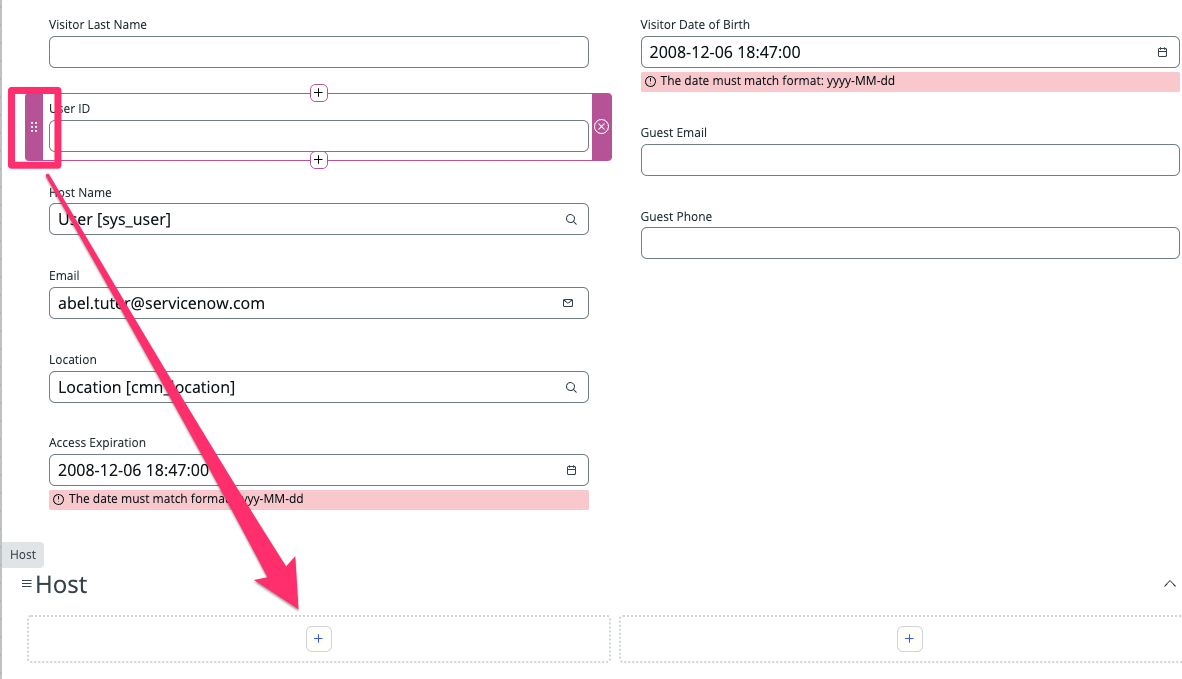 Visitor Last Name
Visitor Date of Birth
2008-12-06 18:47:00
The date must match format: yyyy-MM-dd
User ID
Guest Email
Host Name
User [sys_user]
Guest Phone
Email
abel.tuter@servicenow.com
Location
Location [cmn_location]
Access Expiration
2008-12-06 18:47:00
The date must match format: yyyy-MM-dd
Host
Host